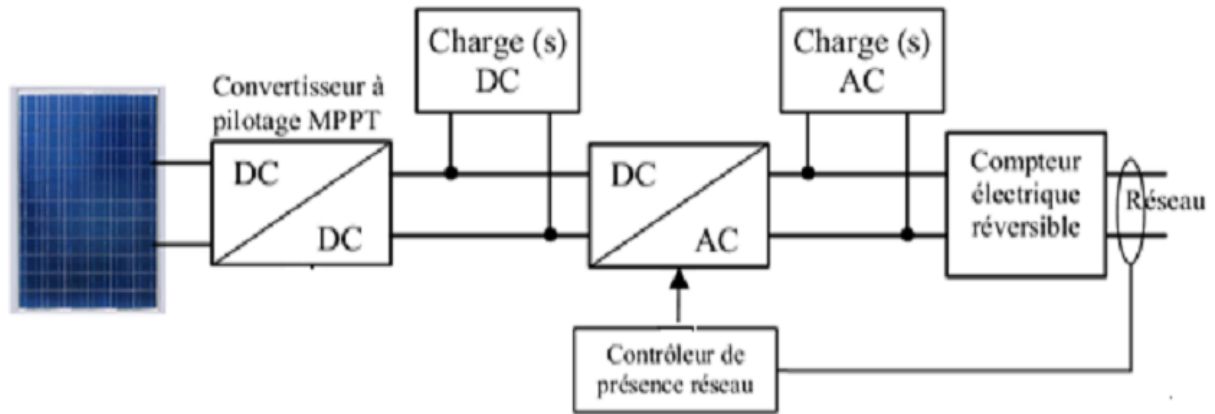 Convertisseur à
pilotage MPPT
DC
DC
Charge (s)
DC
DC
AC
Charge (s)
AC
Compteur
électrique
réversible
Réseau
Contrôleur de
présence réseau